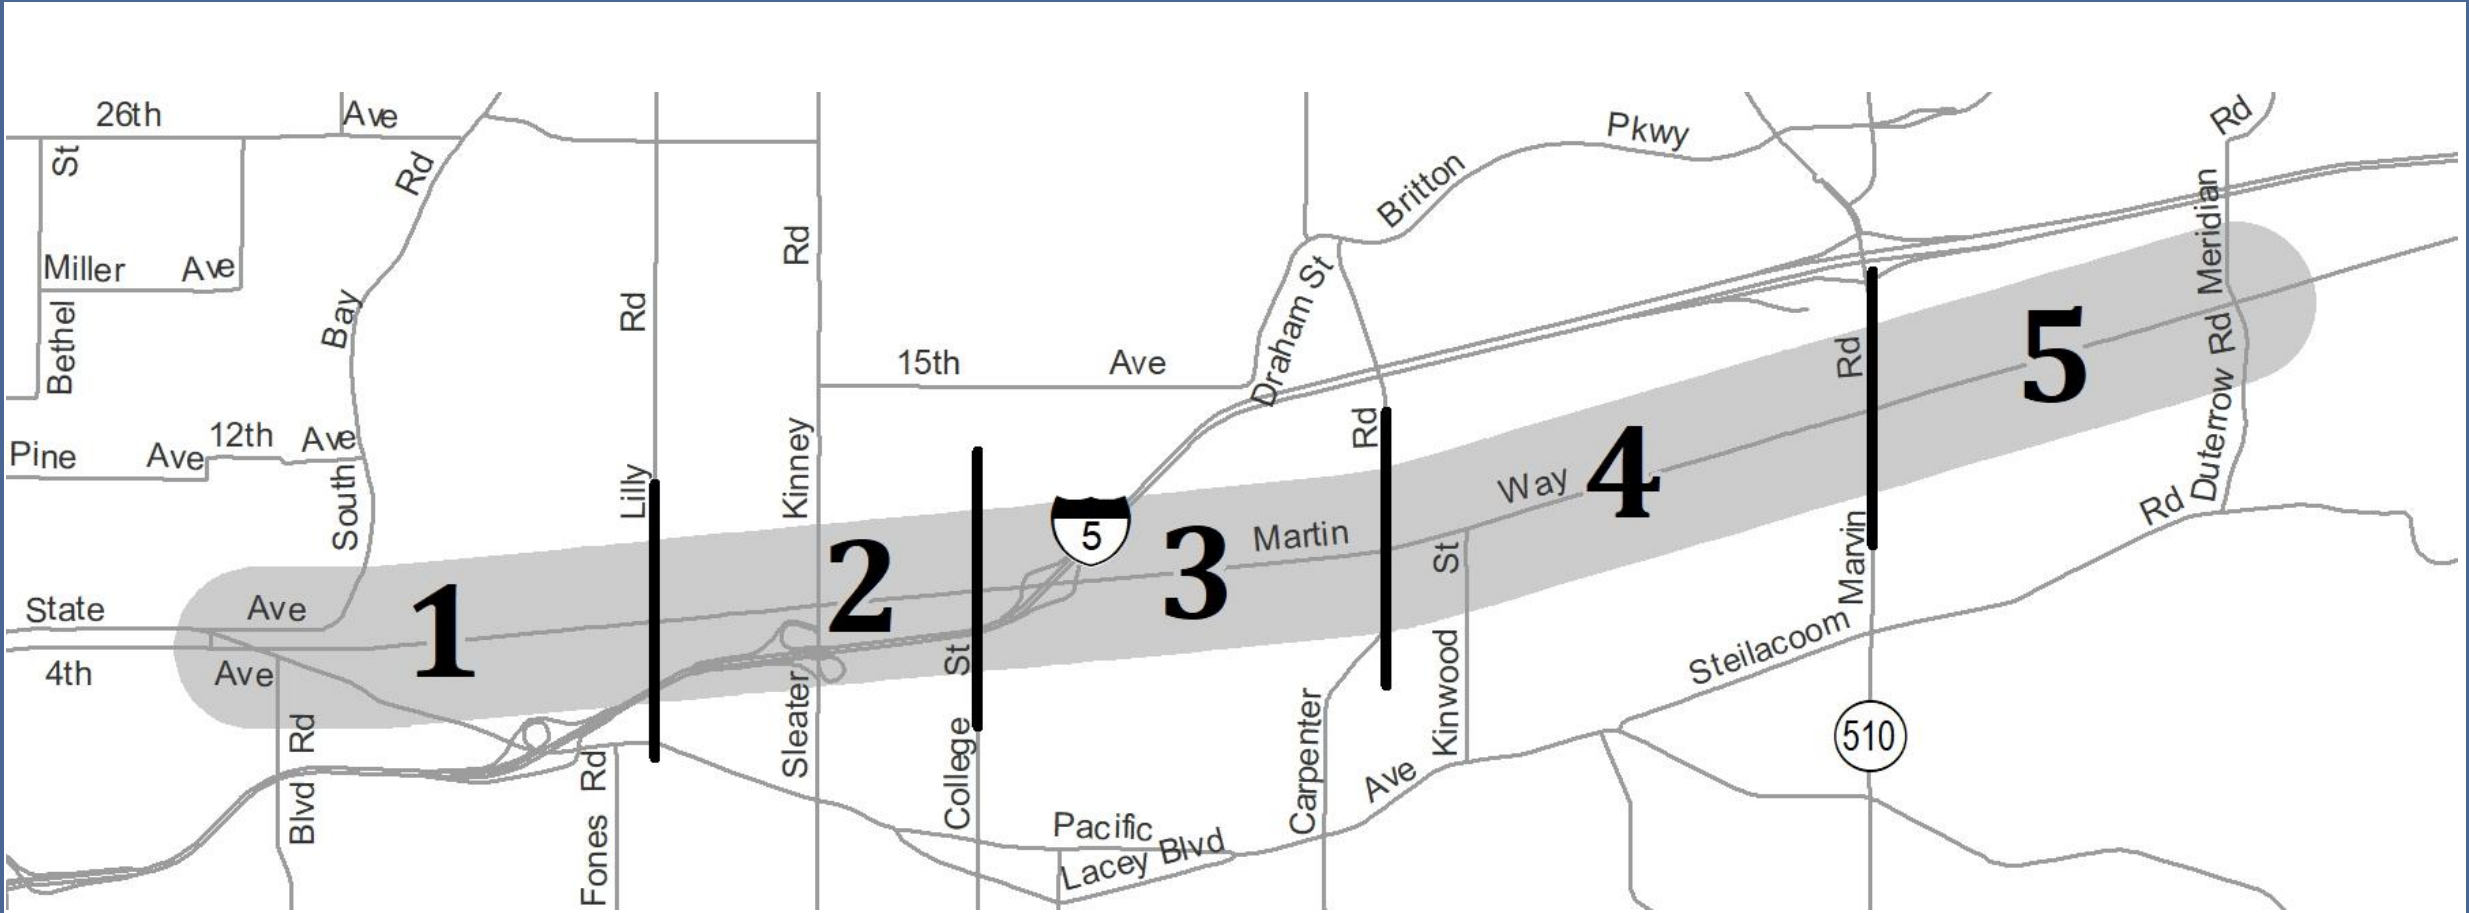 26th
Ave
St
Rd
Miller
Ave
Bethel
Bay
South
Pine
Ave
12th
Ave
State
Ave
4th
Ave
Blvd Rd
Fones Rd
Lilly
Rd
Kinney
Rd
Sleater
1
2
3
4
5
15th
Ave
Draham St
Britton
Pkwy
5
Martin
Way
College
St
Carpenter
Rd
Kinwood
St
Pacific
Ave
Lacey Blvd
Marvin
Rd
510
Steilacoom
Rd
Duterrow Rd
Meridian
Rd